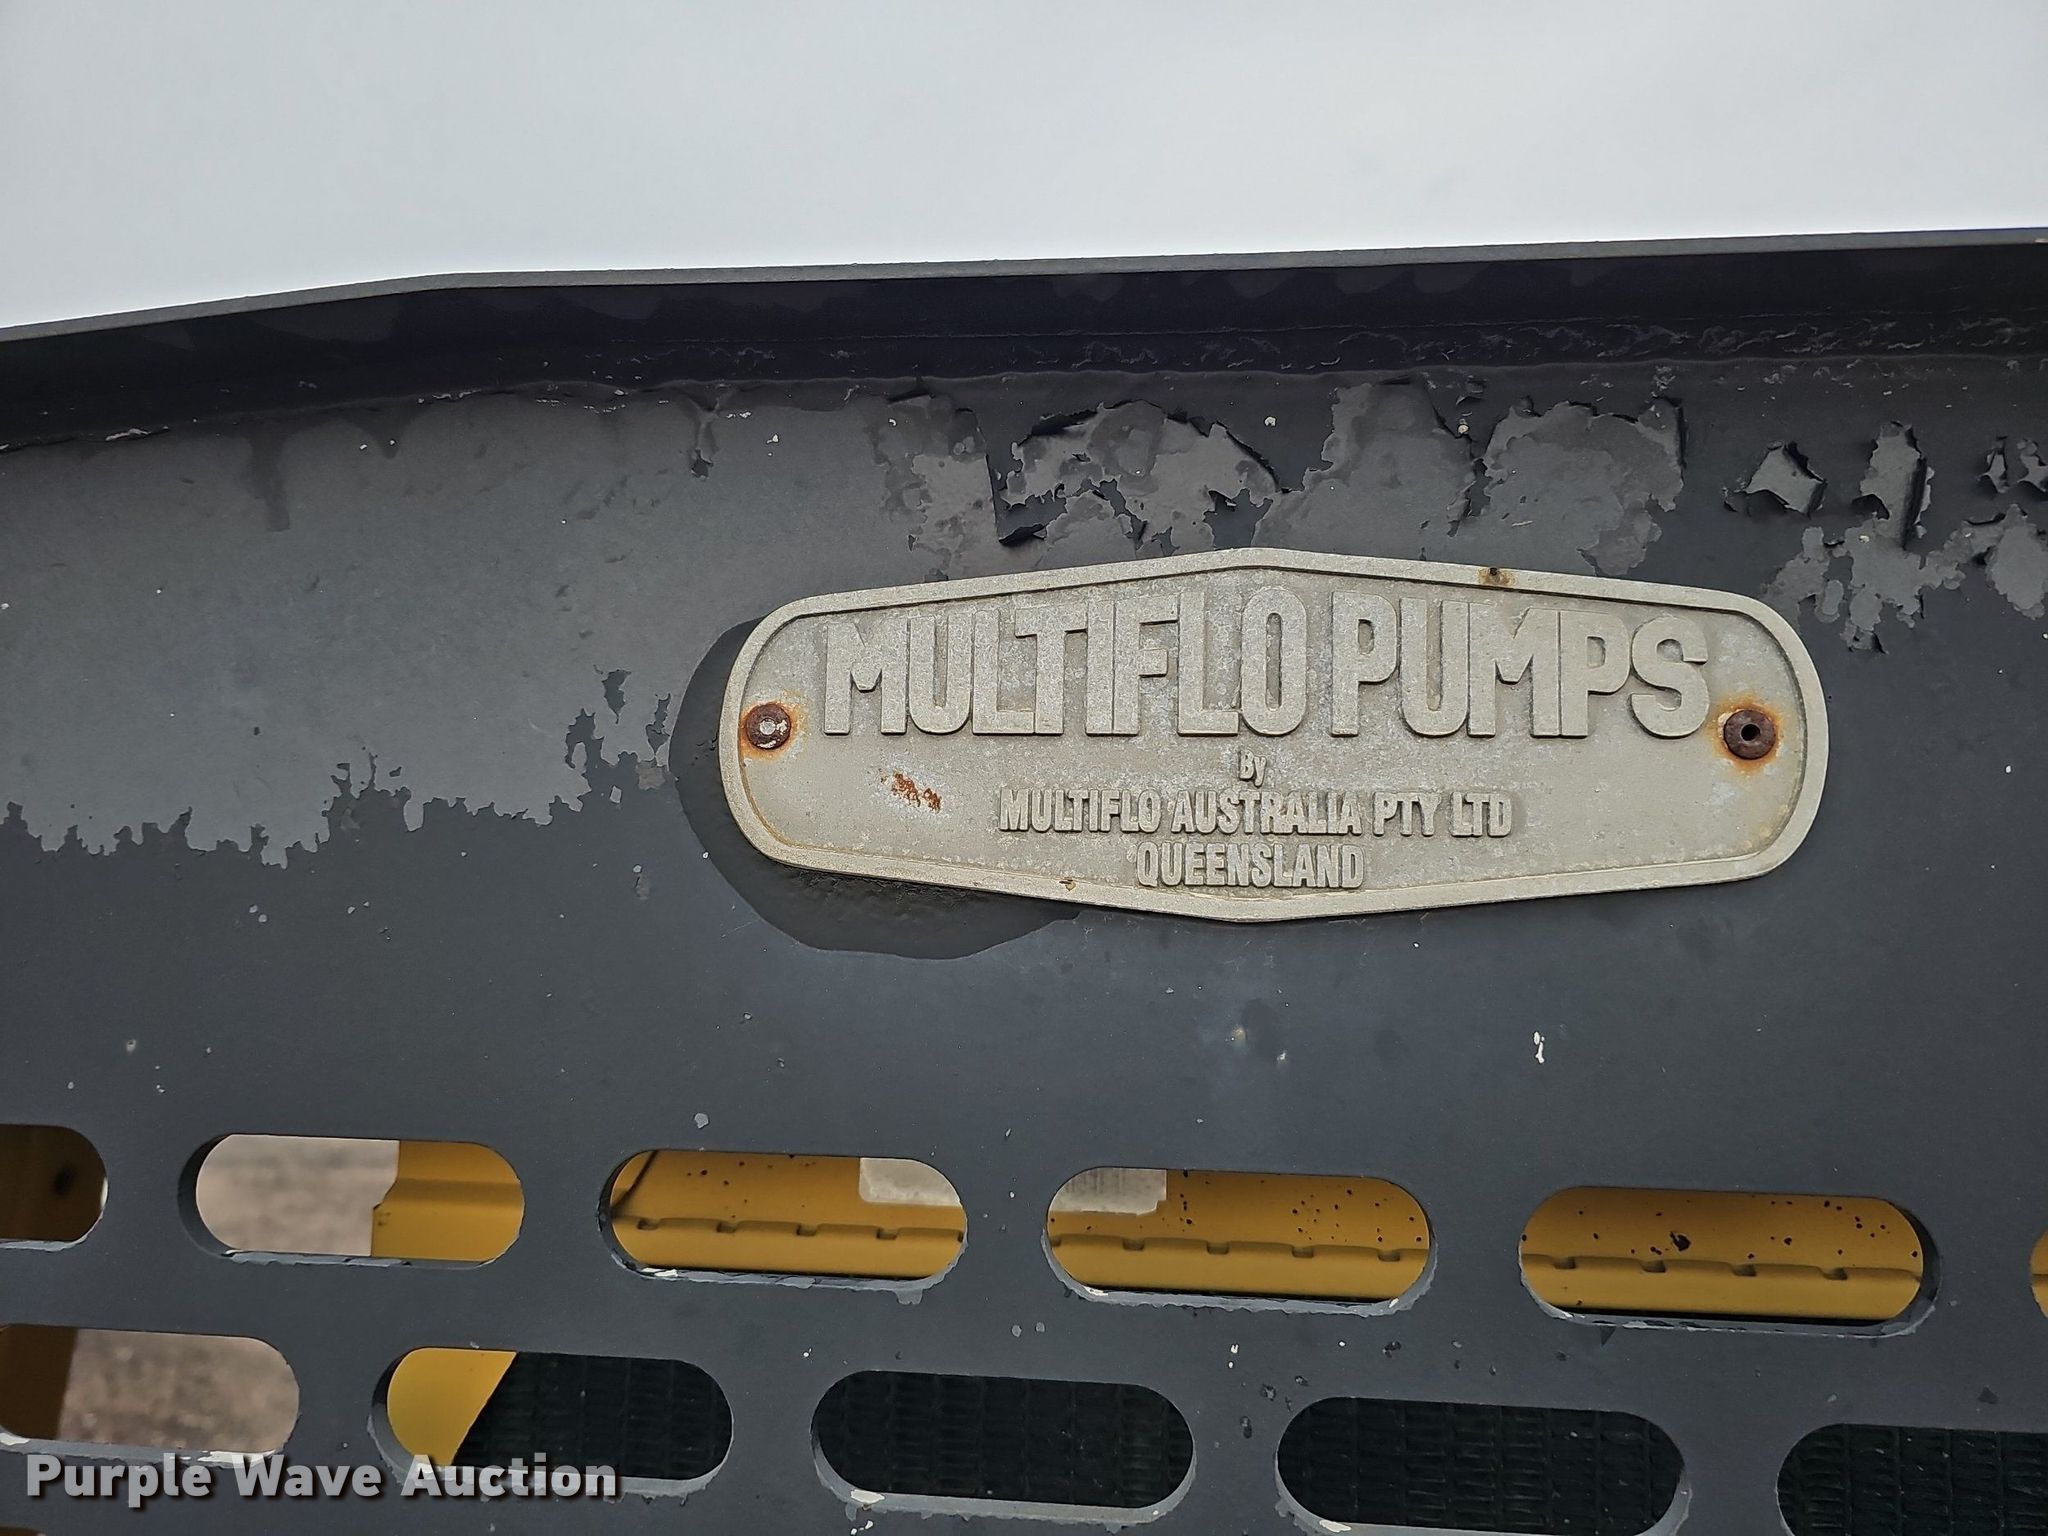 MULTIFLO PUMPS
By
MULTIFLO AUSTRALIA PTY LTD
QUEENSLAND
Purple Wave Auction